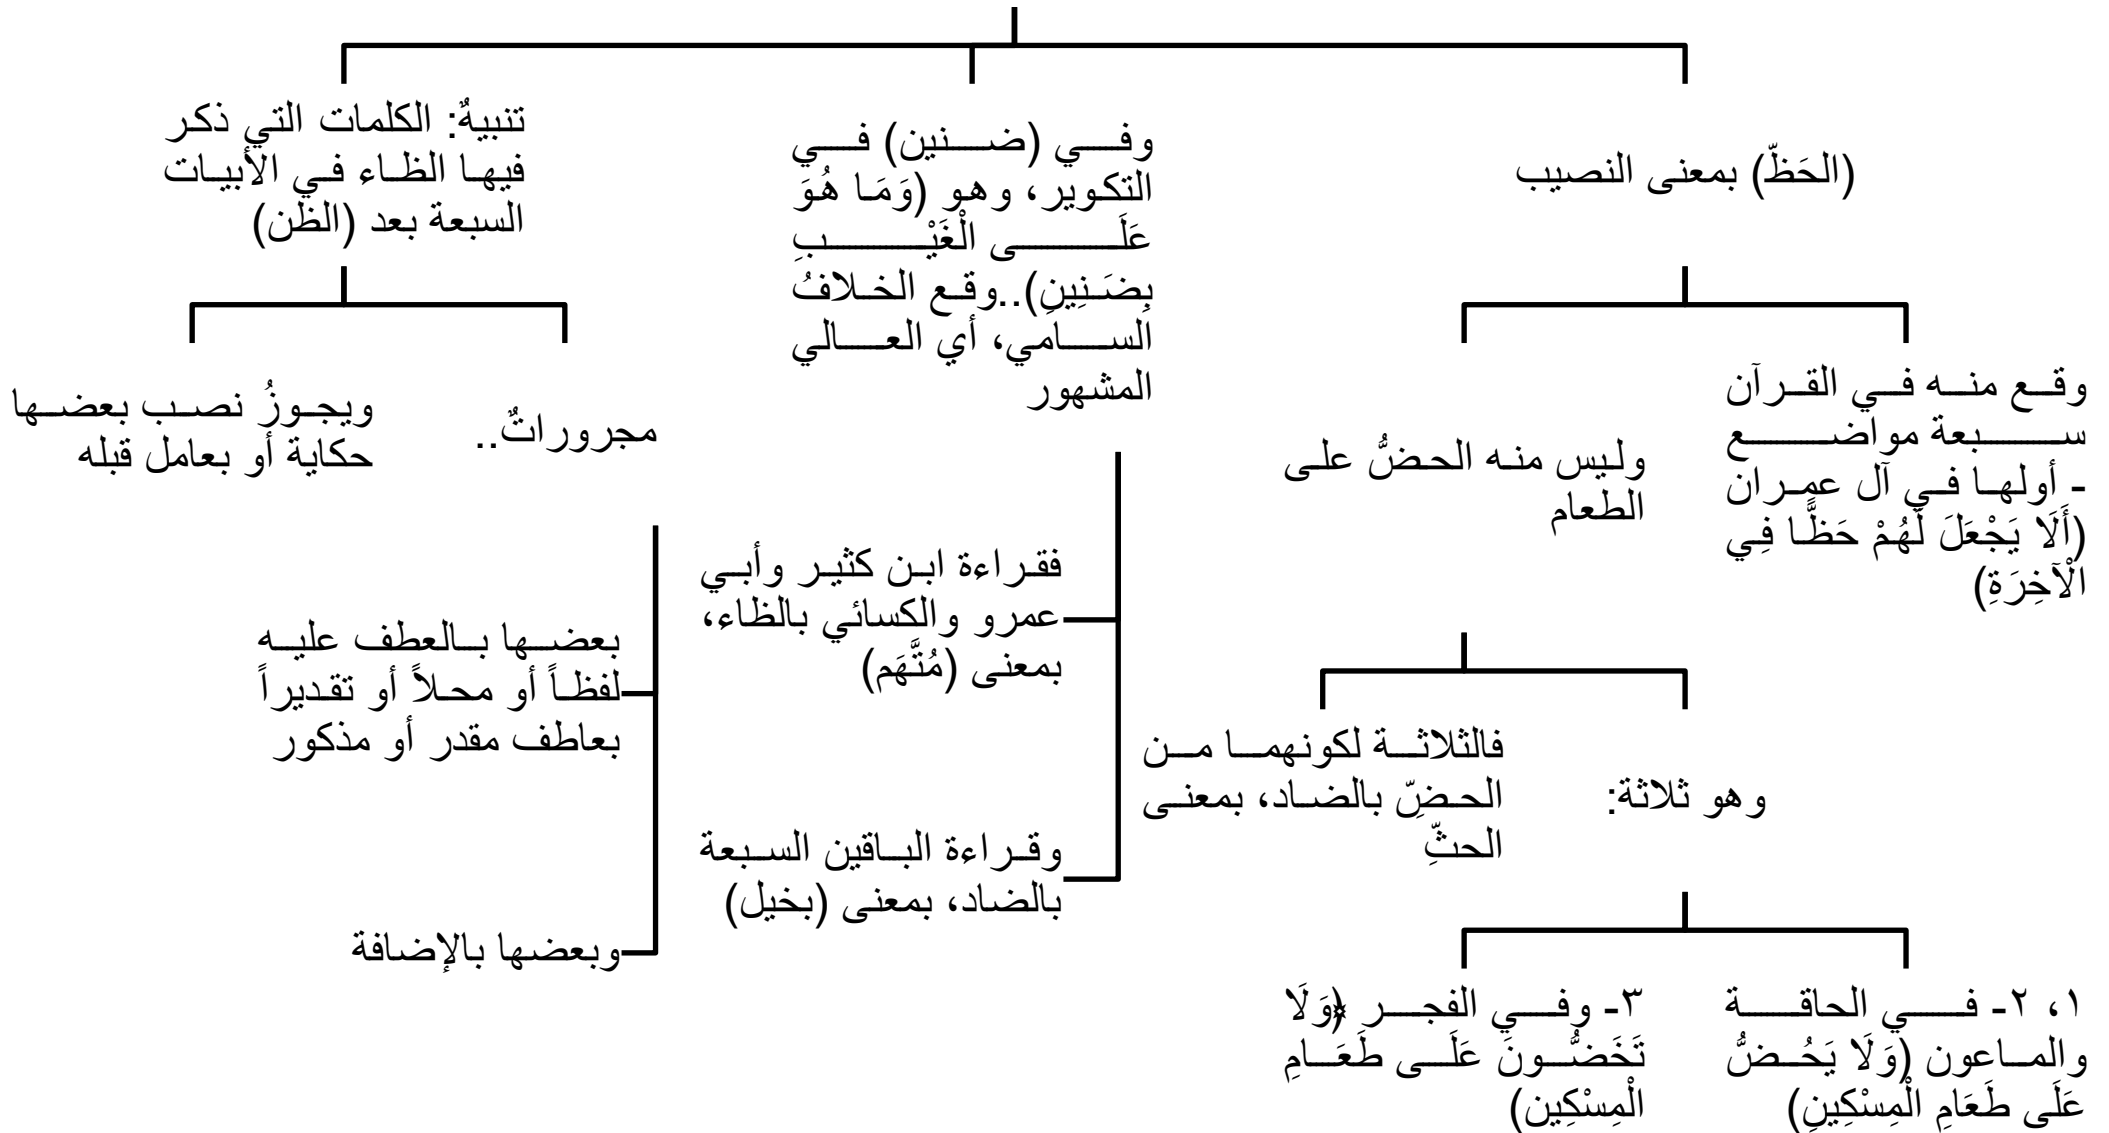 (الحَظّ) بمعنى النصيب
وقع منه في القرآن
سبعة مواضع
- أولها في آل عمران
(أَلَا يَجْعَلَ لَهُمْ حَظًّا فِي
الْآخِرَةِ)
وليس منه الحضُّ على
الطعام
وهو ثلاثة:
١، ٢- في الحاقة
والماعون (وَلَا يَحُضُّ
عَلَى طَعَامِ الْمِسْكِينِ)
٣- وفي الفجر ﴿وَلَا
تَحَضُّونَ عَلَى طَعَامِ
الْمِسْكِين)
فالثلاثة لكونهما من
الحضِّ بالضاد، بمعنى
الحثِّ
وفي (ضنين) في
التكوير، وهو (وَمَا هُوَ
عَلَى الْغَيْبِ
بِضَنِينِ)..وقع الخلافُ
السامي، أي العالي
المشهور
فقراءة ابن كثير وأبي
عمرو والكسائي بالظاء،
بمعنى (مُتَّهَم)
وقراءة الباقين السبعة
بالضاد، بمعنى (بخيل)
تنبيهٌ: الكلمات التي ذكر
فيها الظاء في الأبيات
السبعة بعد (الظن)
مجروراتٌ..
بعضها بالعطف عليه
لفظاً أو محلاً أو تقديراً
بعاطف مقدر أو مذكور
وبعضها بالإضافة
ويجوزُ نصب بعضها
حكاية أو بعامل قبله